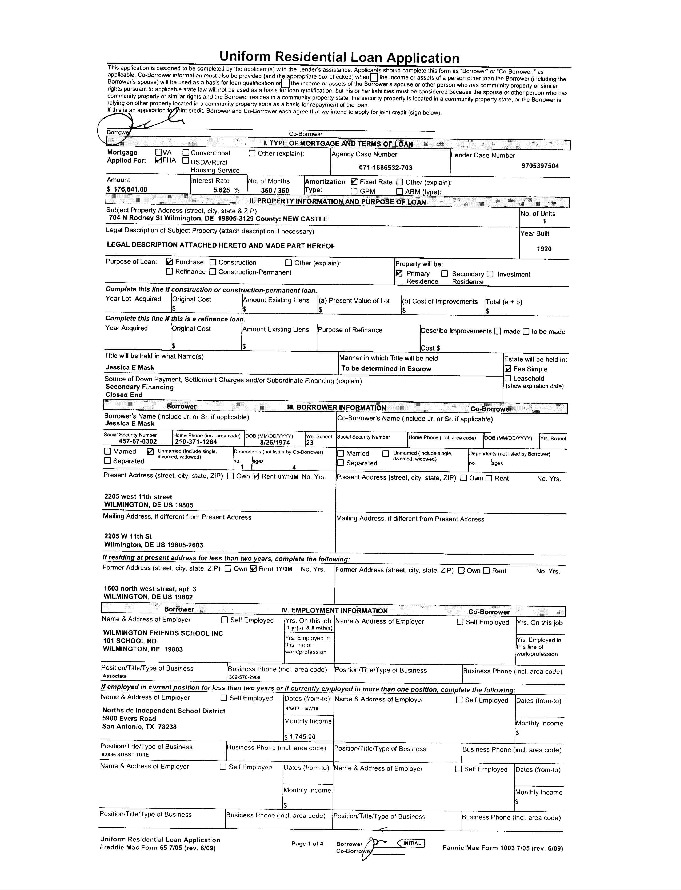 Uniform Residential Loan Application
This application is designed to be completed by the applicant(s) with the Lender's assistance. Applicants should complete this form as "Borrower" or "Co-Borrower," as
applicable. Co-Borrower information must also be provided (and the appropriate box checked) when the income or assets of a person other than the Borrower (including the
Borrower's spouse) will be used as a basis for loan qualification or the income or assets of the Borrower's spouse or other person who has community property or similar
rights pursuant to applicable state law will not be used as a basis for loan qualification, but his or her liabilities must be considered because the spouse or other person who has
community property or similar rights and the Borrower resides in a community property state, the security property is located in a community property state, or the Borrower is
relying on other property located in a community property state as a basis for repayment of the loan.
If this is an application for joint credit, Borrower and Co-Borrower each agree that we intend to apply for joint credit (sign below).
Borrower Co-Borrower
I. TYPE OF MORTGAGE AND TERMS OF LOAN
Mortgage Applied For: VA FHA Conventional USDA/Rural Housing Service Other (explain): Agency Case Number Lender Case Number
9705397504
Amount $ Interest Rate 5.625 % No. of Months 360 / 360 Amortization Type: Fixed Rate GPM Other (explain): ARM (type):
II. PROPERTY INFORMATION AND PURPOSE OF LOAN
Subject Property Address (street, city, state & ZIP) No. of Units
704 N Rodney St Wilmington, DE 19805-3129 County: NEW CASTLE 1
Legal Description of Subject Property (attach description if necessary) Year Built
LEGAL DESCRIPTION ATTACHED HERETO AND MADE PART HEREOF 1920
Purpose of Loan: Purchase Construction Other (explain): Property will be:
Refinance Construction-Permanent Primary Residence Secondary Residence Investment
Complete this line if construction or construction-permanent loan.
Year Lot Acquired Original Cost Amount Existing Liens (a) Present Value of Lot (b) Cost of Improvements Total (a + b)
$ $ $ $ $
Complete this line if this is a refinance loan.
Year Acquired Original Cost Amount Existing Liens Purpose of Refinance Describe Improvements made to be made
$ $ Cost $
Title will be held in what Name(s) Manner in which Title will be held Estate will be held in:
Jessica E Mask To be determined in Escrow Fee Simple
Source of Down Payment, Settlement Charges and/or Subordinate Financing (explain) Leasehold (show expiration date)
Secondary Financing
Closed End
Borrower III. BORROWER INFORMATION Co-Borrower
Borrower's Name (include Jr. or Sr. if applicable) Co-Borrower's Name (include Jr. or Sr. if applicable)
Jessica E Mask
Social Security Number Home Phone (incl. area code) DOB (MM/DD/YYYY) Yrs. School Social Security Number Home Phone (incl. area code) DOB (MM/DD/YYYY) Yrs. School
210-371-1264 8/26/1974 23
Married Unmarried (include single, divorced, widowed) Dependents (not listed by Co-Borrower) Married Unmarried (include single, divorced, widowed) Dependents (not listed by Borrower)
Separated no. 1 ages 4 Separated no. ages
Present Address (street, city, state, ZIP) Own Rent No. Yrs. Present Address (street, city, state, ZIP) Own Rent No. Yrs.
2205 west 11th street
WILMINGTON, DE US 19805
Mailing Address, if different from Present Address Mailing Address, if different from Present Address
2205 W 11th St
Wilmington, DE US 19805-2603
If residing at present address for less than two years, complete the following:
Former Address (street, city, state, ZIP) Own Rent No. Yrs. Former Address (street, city, state, ZIP) Own Rent No. Yrs.
1603 north west street, apt 3
WILMINGTON, DE US 19802
Borrower IV. EMPLOYMENT INFORMATION Co-Borrower
Name & Address of Employer Self Employed Yrs. On this job Name & Address of Employer Self Employed Yrs. On this job
WILMINGTON FRIENDS SCHOOL INC
101 SCHOOL RD
WILMINGTON, DE 19803
Yrs. Employed in this line of work/profession Yrs. Employed in this line of work/profession
Position/Title/Type of Business Business Phone (incl. area code) Position/Title/Type of Business Business Phone (incl. area code)
Associate
If employed in current position for less than two years or if currently employed in more than one position, complete the following:
Name & Address of Employer Self Employed Dates (from-to) Name & Address of Employer Self Employed Dates (from-to)
Northside Independent School District
5900 Evers Road
San Antonio, TX 78238
Monthly Income Monthly Income
$ $
Position/Title/Type of Business Business Phone (incl. area code) Position/Title/Type of Business Business Phone (incl. area code)
Name & Address of Employer Self Employed Dates (from-to) Name & Address of Employer Self Employed Dates (from-to)
Monthly Income Monthly Income
$ $
Position/Title/Type of Business Business Phone (incl. area code) Position/Title/Type of Business Business Phone (incl. area code)
Uniform Residential Loan Application Borrower INITIAL
Freddie Mac Form 65 7/05 (rev. 6/09) Page 1 of 4 Co-Borrower Fannie Mae Form 1003 7/05 (rev. 6/09)